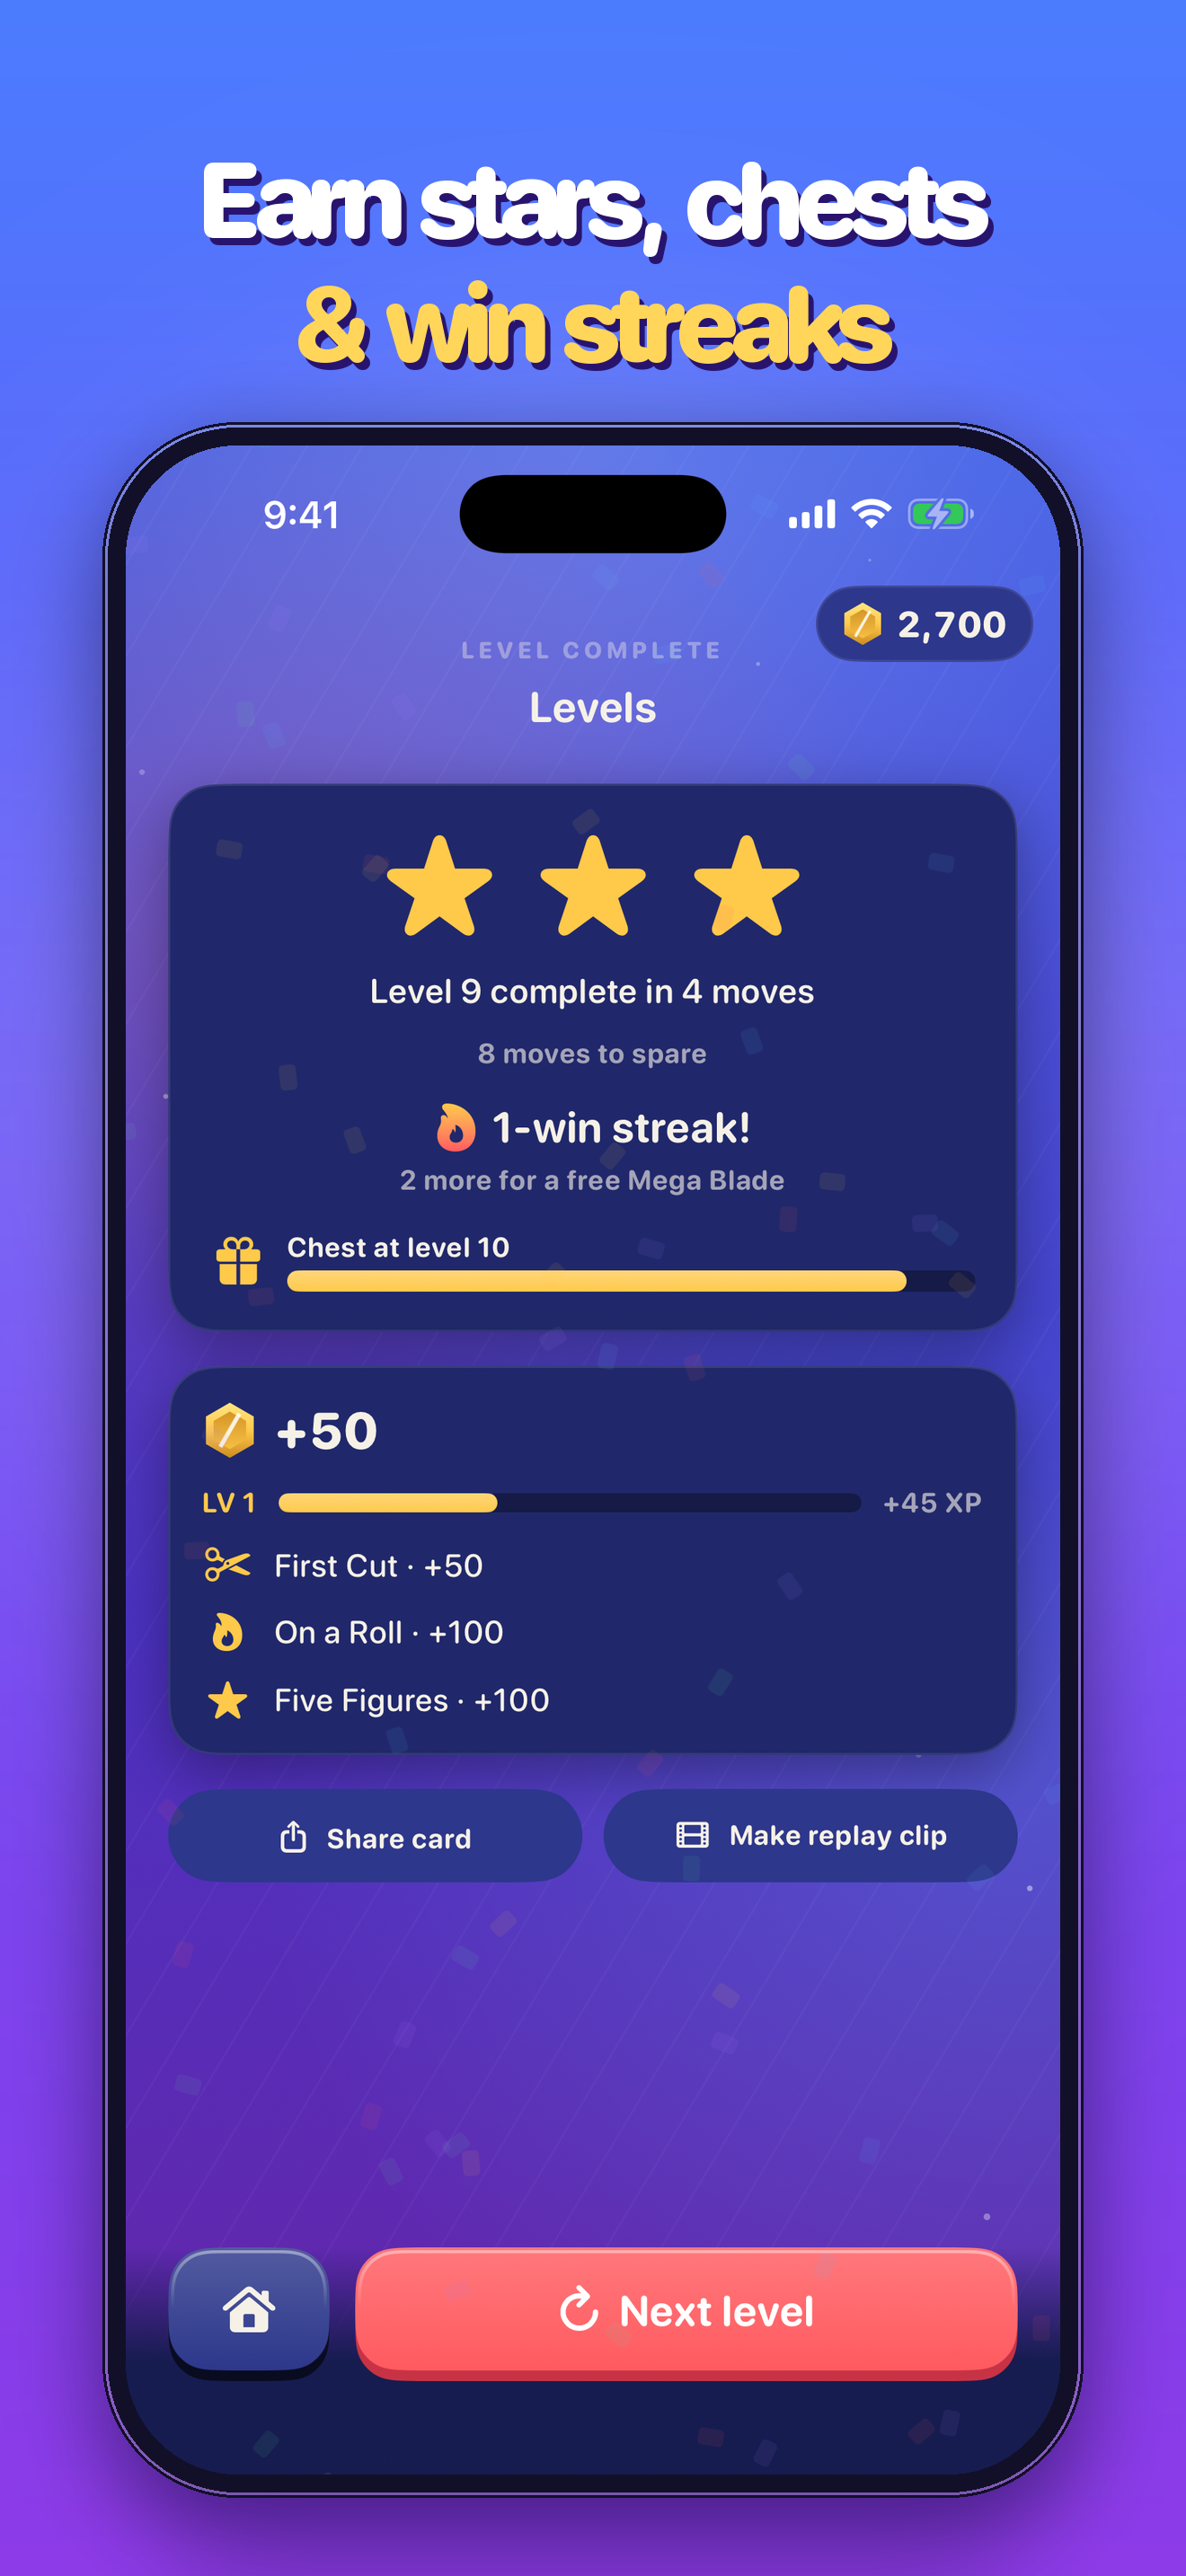 Earn stars, chests
& win streaks
9:41
2,700
LEVEL COMPLETE
Levels
Level 9 complete in 4 moves
8 moves to spare
1-win streak!
2 more for a free Mega Blade
Chest at level 10
+50
LV 1 +45 XP
First Cut · +50
On a Roll · +100
Five Figures · +100
Share card
Make replay clip
Next level